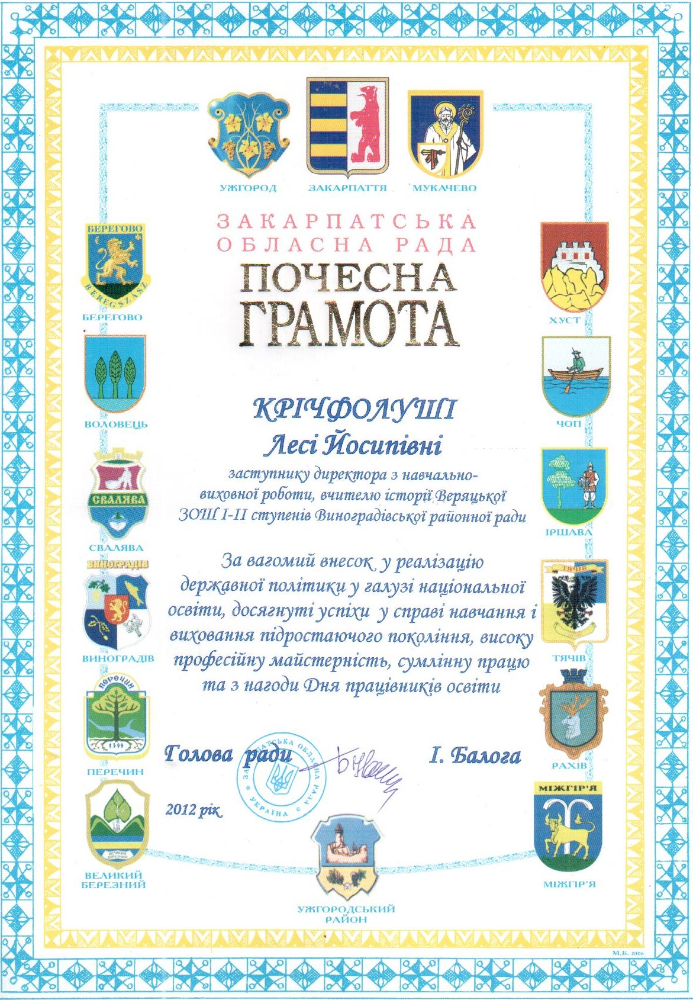 УЖГОРОД
ЗАКАРПАТТЯ
МУКАЧЕВО
ЗАКАРПАТСЬКА
ОБЛАСНА РАДА
ПОЧЕСНА
ГРАМОТА
БЕРЕГОВО
BEREGSZASZ
БЕРЕГОВО
ХУСТ
ВОЛОВЕЦЬ
ЧОП
КРІЧФОЛУШІ
Лесі Йосипівні
заступнику директора з навчально-
виховної роботи, вчителю історії Веряцької
ЗОШ І-ІІ ступенів Виноградівської районної ради
СВАЛЯВА
СВАЛЯВА
ІРШАВА
За вагомий внесок у реалізацію
державної політики у галузі національної
освіти, досягнуті успіхи у справі навчання і
виховання підростаючого покоління, високу
професійну майстерність, сумлінну працю
та з нагоди Дня працівників освіти
ВИНОГРАДІВ
ВИНОГРАДІВ
ТЯЧІВ
ТЯЧІВ
Перечин
1399
ПЕРЕЧИН
РАХІВ
Голова ради
І. Балога
ЗАКАРПАТСЬКА ОБЛАСНА РАДА
* УКРАЇНА *
2012 рік
ВЕЛИКИЙ
БЕРЕЗНИЙ
ВЕЛИКИЙ
БЕРЕЗНИЙ
МІЖГІР'Я
МІЖГІР'Я
УЖГОРОДСЬКИЙ
РАЙОН
М.Б. 2006